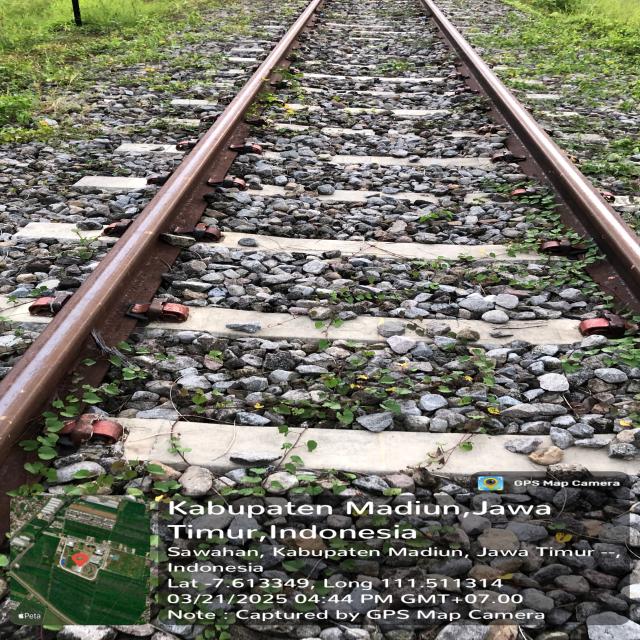 GPS Map Camera
Kabupaten Madiun,Jawa
Timur,Indonesia
Sawahan, Kabupaten Madiun, Jawa Timur --,
Indonesia
Lat -7.613349, Long 111.511314
03/21/2025 04:44 PM GMT+07.00
Note : Captured by GPS Map Camera
Peta